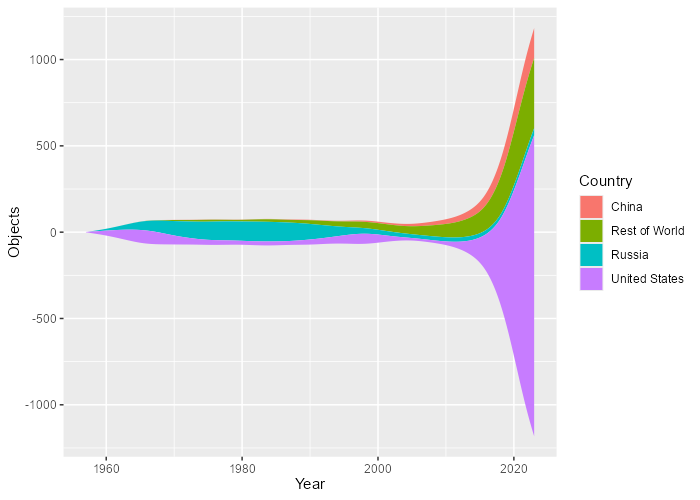 1000
500
0
-500
-1000
Objects
1960
1980
2000
2020
Year
Country
China
Rest of World
Russia
United States